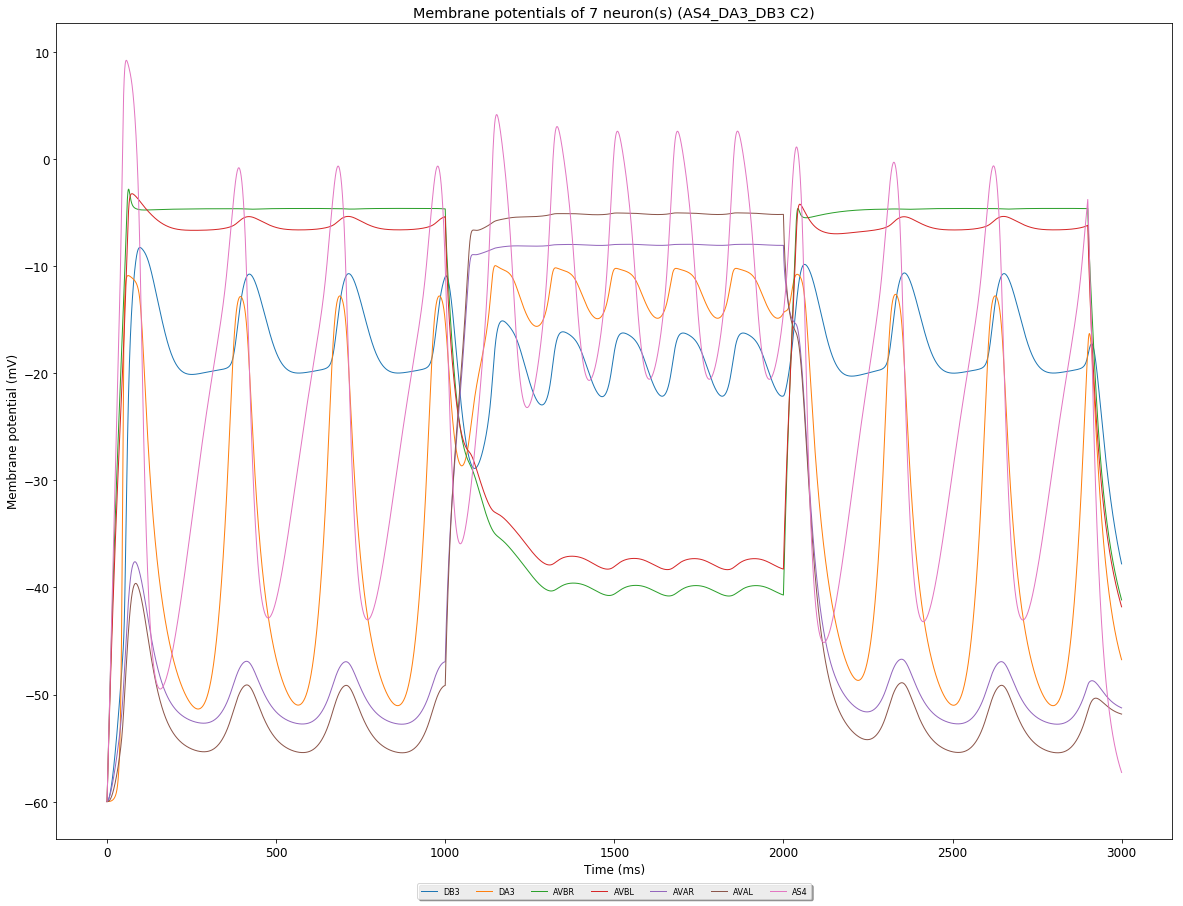 Membrane potentials of 7 neuron(s) (AS4_DA3_DB3 C2)
Membrane potential (mV)
10
0
−10
−20
−30
−40
−50
−60
0 500 1000 1500 2000 2500 3000
Time (ms)
DB3 DA3 AVBR AVBL AVAR AVAL AS4